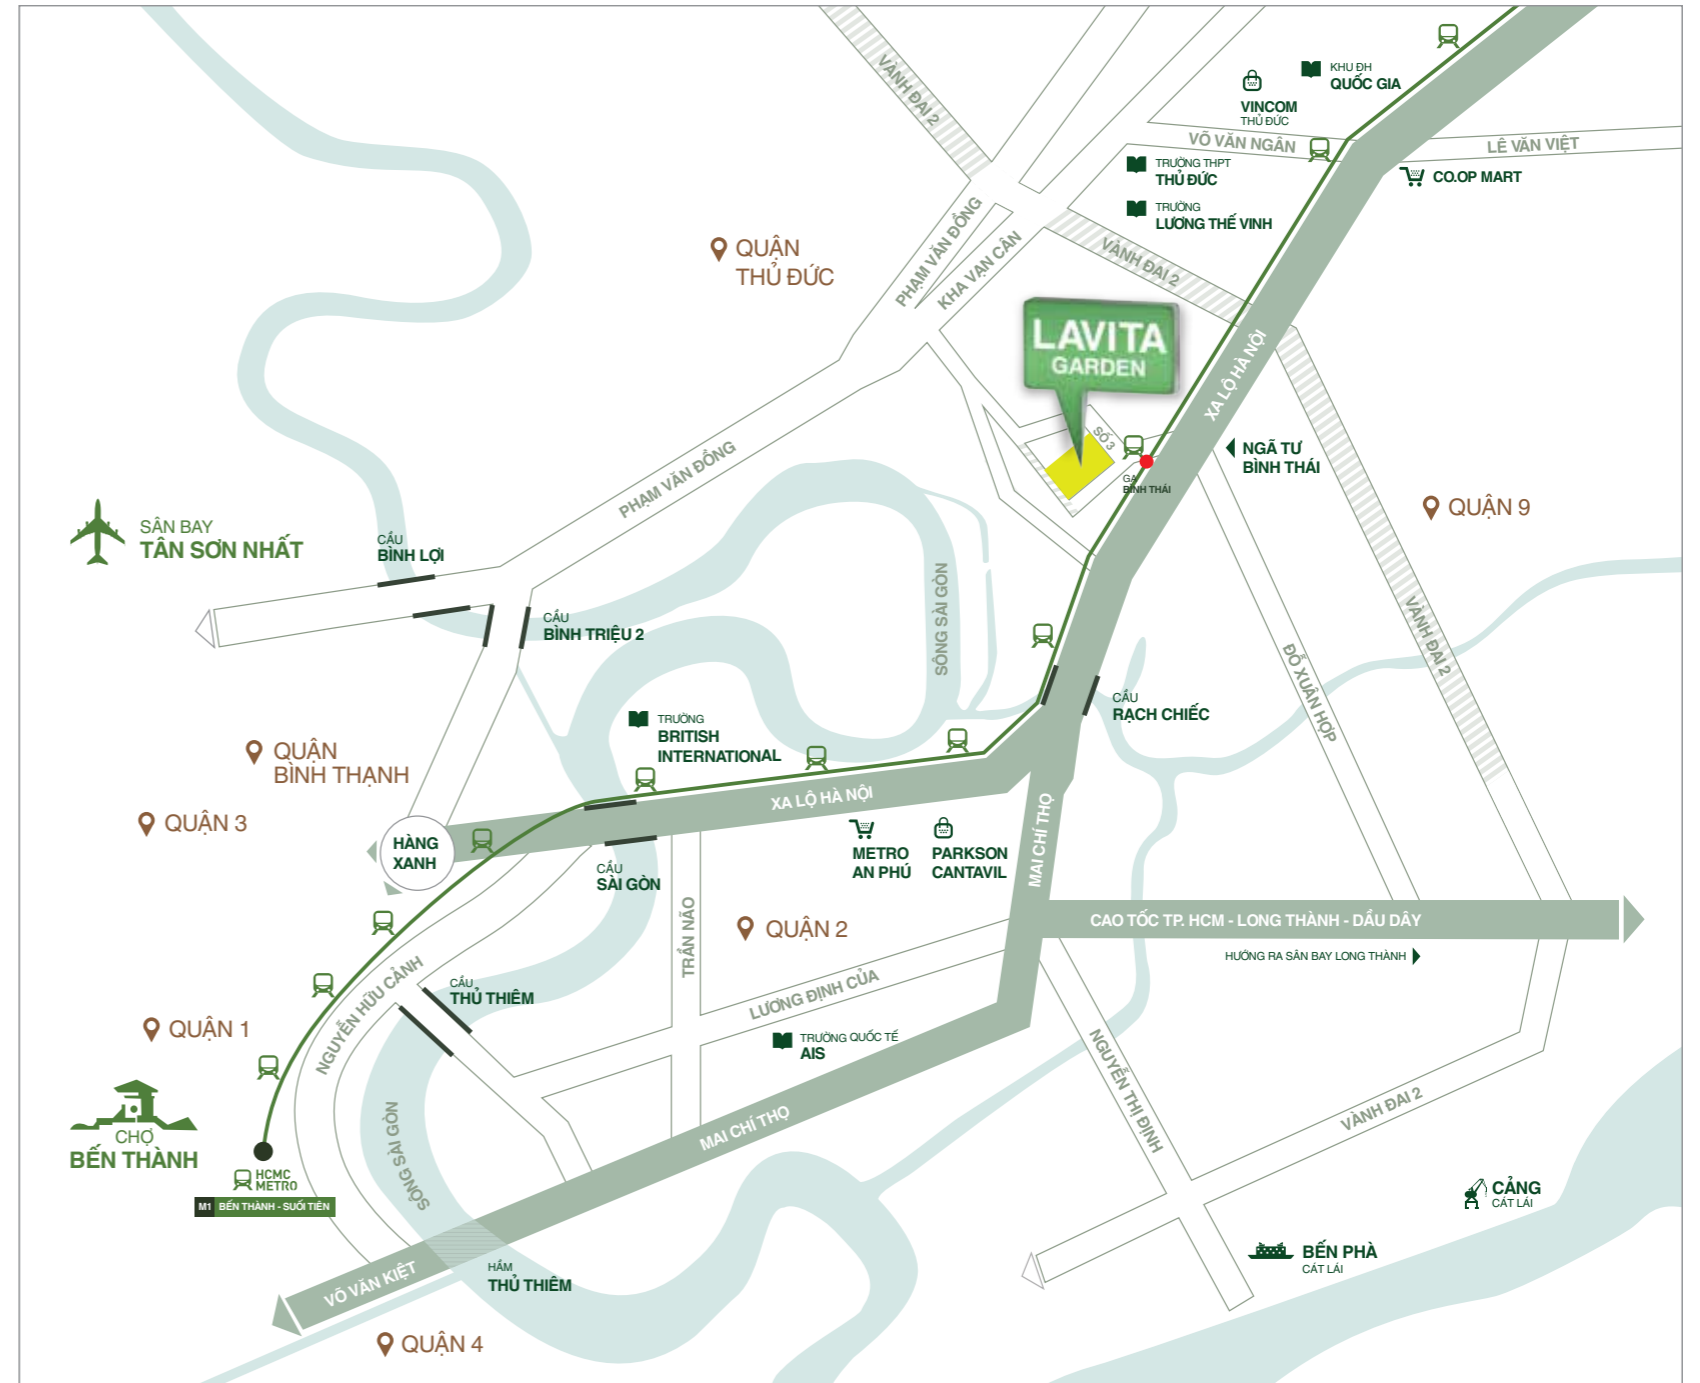 VÀNH ĐAI 2
KHU ĐH
QUỐC GIA
VINCOM
THỦ ĐỨC
VÕ VĂN NGÂN
LÊ VĂN VIỆT
TRƯỜNG THPT
THỦ ĐỨC
CO.OP MART
TRƯỜNG
LƯƠNG THẾ VINH
QUẬN
THỦ ĐỨC
PHẠM VĂN ĐỒNG
KHA VẠN CÂN
VÀNH ĐAI 2
LAVITA
GARDEN
XA LỘ HÀ NỘI
SỐ 3
GA
BÌNH THÁI
NGÃ TƯ
BÌNH THÁI
QUẬN 9
PHẠM VĂN ĐỒNG
SÂN BAY
TÂN SƠN NHẤT
CẦU
BÌNH LỢI
CẦU
BÌNH TRIỆU 2
SÔNG SÀI GÒN
VÀNH ĐAI 2
ĐỖ XUÂN HỢP
CẦU
RẠCH CHIẾC
TRƯỜNG
BRITISH
INTERNATIONAL
QUẬN
BÌNH THẠNH
QUẬN 3
XA LỘ HÀ NỘI
MAI CHÍ THỌ
HÀNG
XANH
METRO
AN PHÚ
PARKSON
CANTAVIL
CẦU
SÀI GÒN
TRẦN NÃO
QUẬN 2
CAO TỐC TP. HCM - LONG THÀNH - DẦU DÂY
HƯỚNG RA SÂN BAY LONG THÀNH
NGUYỄN HỮU CẢNH
CẦU
THỦ THIÊM
LƯƠNG ĐỊNH CỦA
QUẬN 1
TRƯỜNG QUỐC TẾ
AIS
NGUYỄN THỊ ĐỊNH
VÀNH ĐAI 2
MAI CHÍ THỌ
CHỢ
BẾN THÀNH
SÔNG SÀI GÒN
HCMC
METRO
M1 BẾN THÀNH - SUỐI TIÊN
CẢNG
CÁT LÁI
BẾN PHÀ
CÁT LÁI
VÕ VĂN KIỆT
HẦM
THỦ THIÊM
QUẬN 4